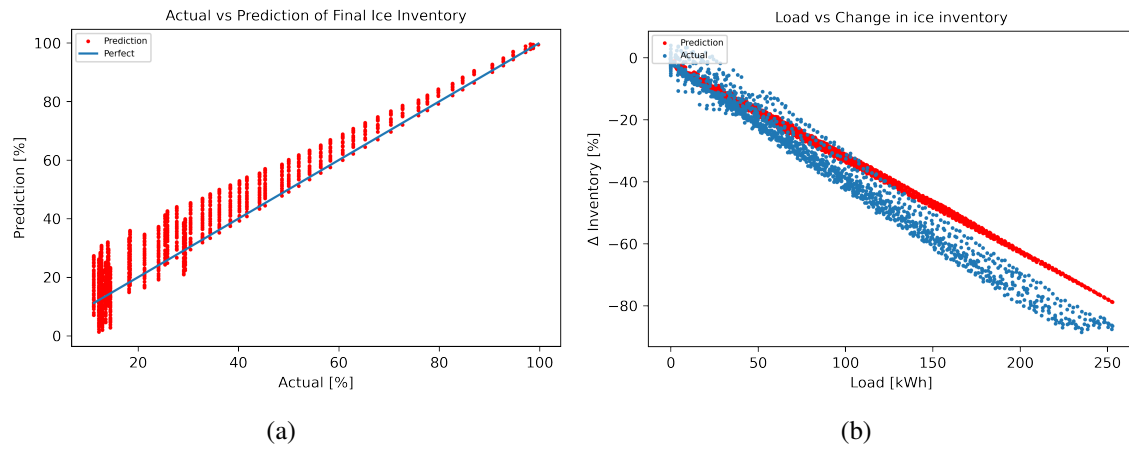 Actual vs Prediction of Final Ice Inventory
Prediction
Perfect
100
80
60
40
20
0
Prediction [%]
20
40
60
80
100
Actual [%]
(a)
Load vs Change in ice inventory
Prediction
Actual
0
−20
−40
−60
−80
Δ Inventory [%]
0
50
100
150
200
250
Load [kWh]
(b)